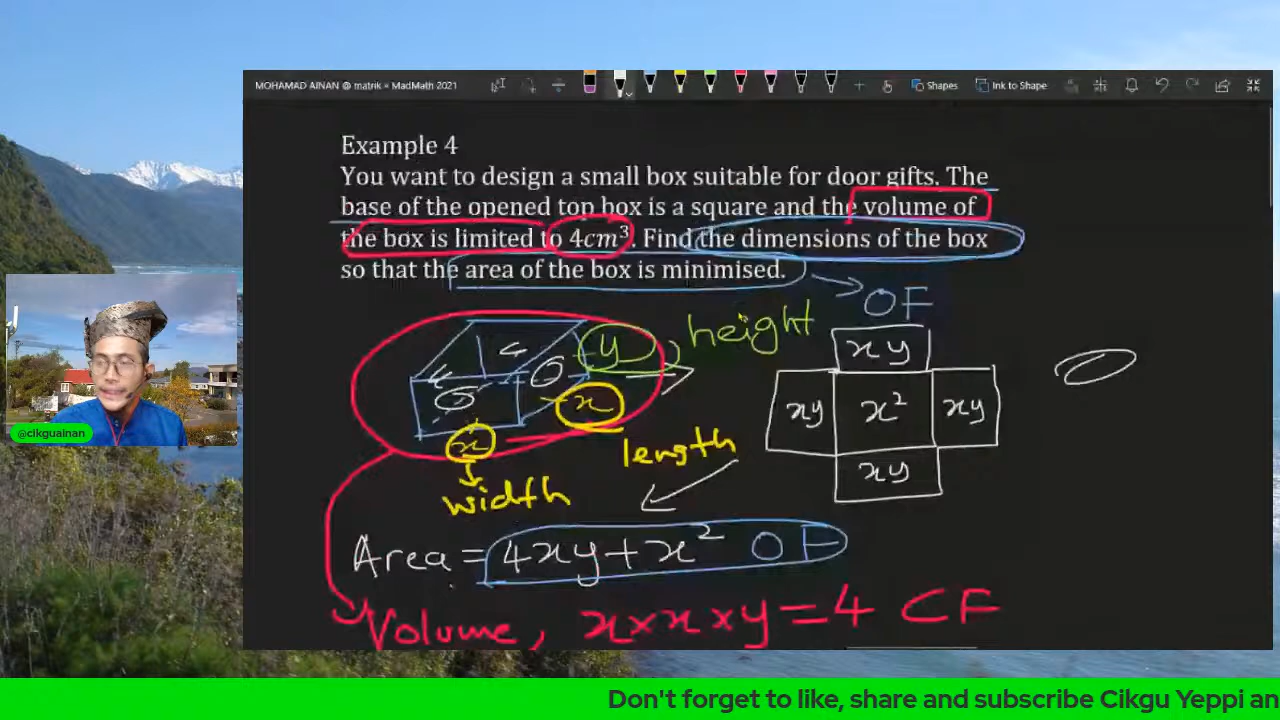 MOHAMAD AINAN @ matrik = MadMath 2021
Shapes
Ink to Shape
Example 4
You want to design a small box suitable for door gifts. The
base of the opened top box is a square and the volume of
the box is limited to 4cm³. Find the dimensions of the box
so that the area of the box is minimised.
OF
y
height
x
length
x
width
xy
xy x² xy
xy
Area = 4xy + x² OF
Volume, x × x × y = 4 CF
@cikguainan
Don't forget to like, share and subscribe Cikgu Yeppi an